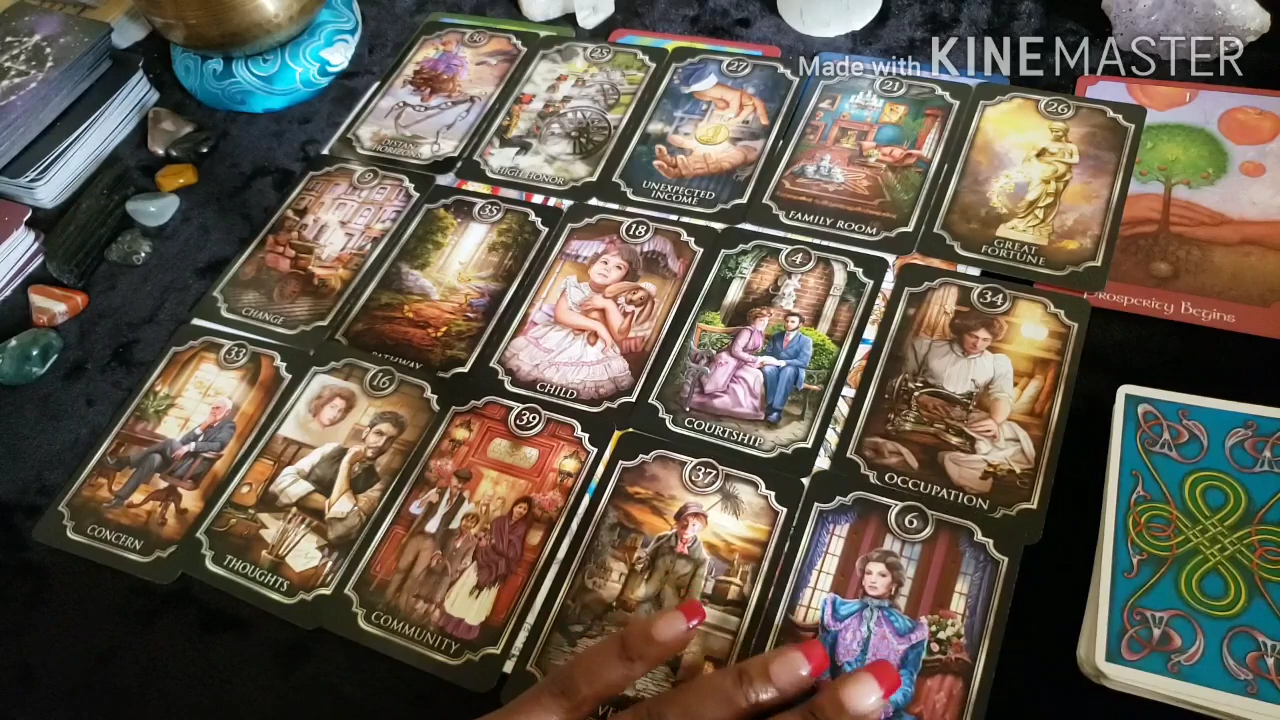 Made with KINEMASTER
36
DISTANT
HORIZONS
25
HIGH HONOR
27
UNEXPECTED
INCOME
21
FAMILY ROOM
26
GREAT
FORTUNE
Prosperity Begins
9
CHANGE
35
PATHWAY
18
CHILD
4
COURTSHIP
34
OCCUPATION
33
CONCERN
16
THOUGHTS
39
COMMUNITY
37
6